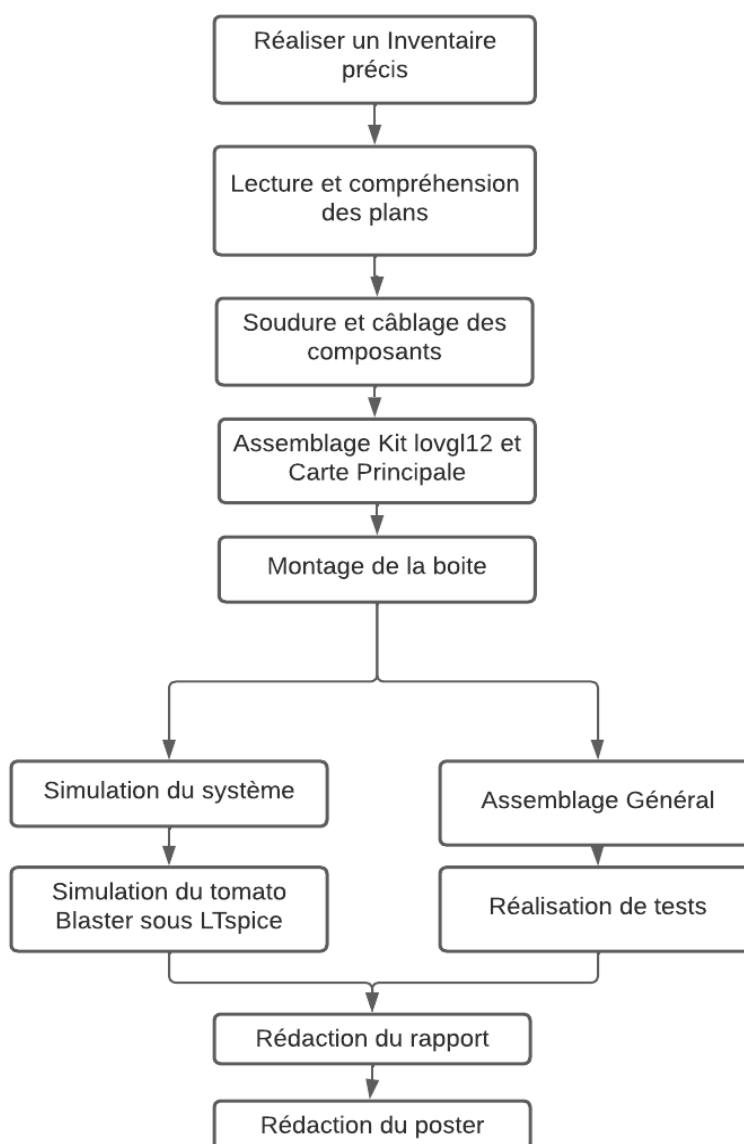 Réaliser un Inventaire
précis
Lecture et compréhension
des plans
Soudure et câblage des
composants
Assemblage Kit lovgl12 et
Carte Principale
Montage de la boite
Simulation du système
Assemblage Général
Simulation du tomato
Blaster sous LTspice
Réalisation de tests
Rédaction du rapport
Rédaction du poster